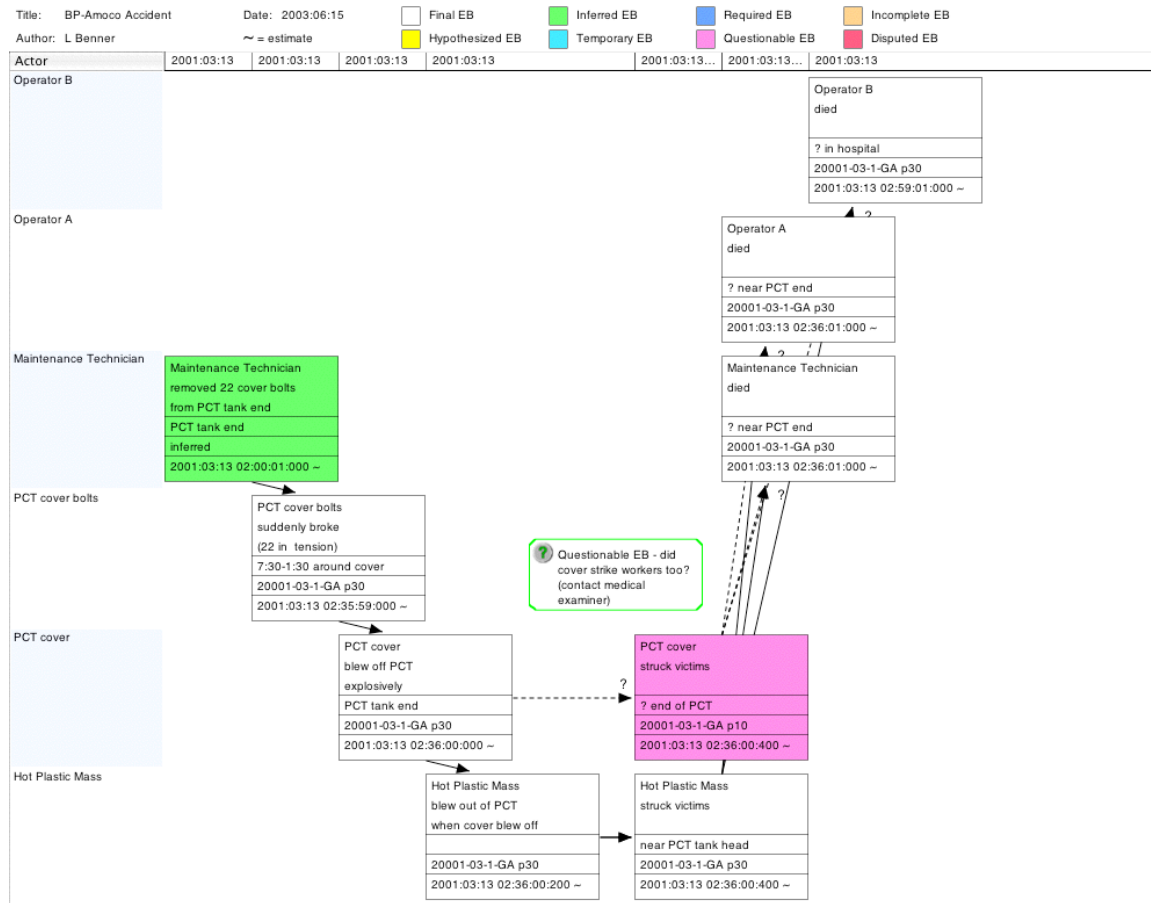 Title: BP-Amoco Accident Date: 2003:06:15 Final EB Inferred EB Required EB Incomplete EB
Author: L Benner ~ = estimate Hypothesized EB Temporary EB Questionable EB Disputed EB
Actor 2001:03:13 2001:03:13 2001:03:13 2001:03:13 2001:03:13... 2001:03:13... 2001:03:13
Operator B
Operator B
died
? in hospital
20001-03-1-GA p30
2001:03:13 02:59:01:000 ~
?
Operator A
Operator A
died
? near PCT end
20001-03-1-GA p30
2001:03:13 02:36:01:000 ~
?
Maintenance Technician
Maintenance Technician
removed 22 cover bolts
from PCT tank end
PCT tank end
inferred
2001:03:13 02:00:01:000 ~
Maintenance Technician
died
? near PCT end
20001-03-1-GA p30
2001:03:13 02:36:01:000 ~
?
PCT cover bolts
PCT cover bolts
suddenly broke
(22 in tension)
7:30-1:30 around cover
20001-03-1-GA p30
2001:03:13 02:35:59:000 ~
? Questionable EB - did
cover strike workers too?
(contact medical
examiner)
PCT cover
PCT cover
blew off PCT
explosively
PCT tank end
20001-03-1-GA p30
2001:03:13 02:36:00:000 ~
?
PCT cover
struck victims
? end of PCT
20001-03-1-GA p10
2001:03:13 02:36:00:400 ~
Hot Plastic Mass
Hot Plastic Mass
blew out of PCT
when cover blew off
20001-03-1-GA p30
2001:03:13 02:36:00:200 ~
Hot Plastic Mass
struck victims
near PCT tank head
20001-03-1-GA p30
2001:03:13 02:36:00:400 ~